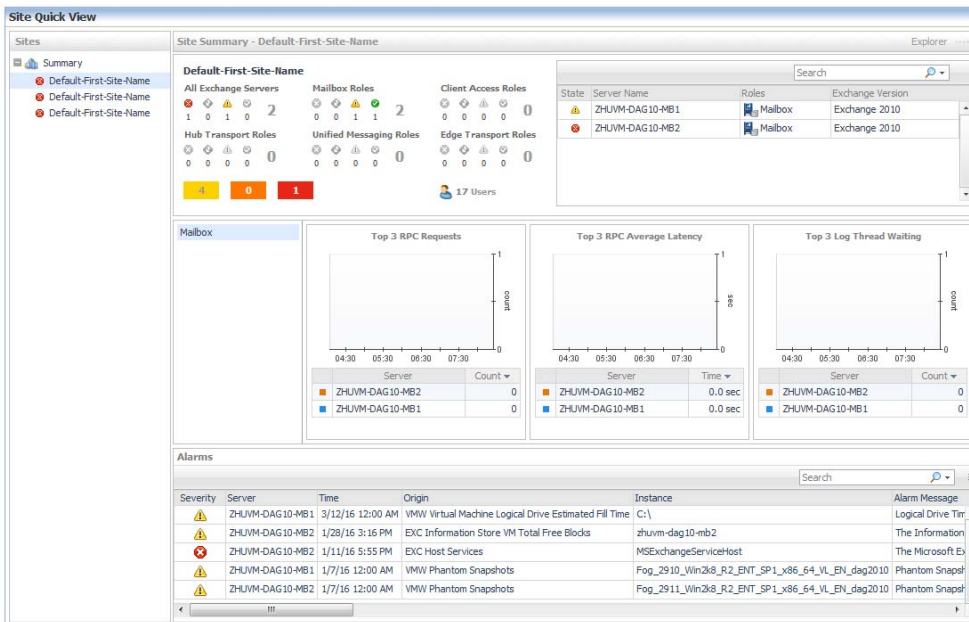 Site Quick View
Sites
Summary
Default-First-Site-Name
Default-First-Site-Name
Default-First-Site-Name
Site Summary - Default-First-Site-Name
Explorer
Default-First-Site-Name
All Exchange Servers Mailbox Roles Client Access Roles
2 2 0
1 0 1 0 0 0 1 1 0 0 0 0
Hub Transport Roles Unified Messaging Roles Edge Transport Roles
0 0 0
0 0 0 0 0 0 0 0 0 0 0 0
4 0 1 17 Users
Search
State Server Name Roles Exchange Version
ZHUVM-DAG10-MB1 Mailbox Exchange 2010
ZHUVM-DAG10-MB2 Mailbox Exchange 2010
Mailbox
Top 3 RPC Requests
1
count
0
04:30 05:30 06:30 07:30
Server Count
ZHUVM-DAG10-MB2 0
ZHUVM-DAG10-MB1 0
Top 3 RPC Average Latency
1
sec
0
04:30 05:30 06:30 07:30
Server Time
ZHUVM-DAG10-MB2 0.0 sec
ZHUVM-DAG10-MB1 0.0 sec
Top 3 Log Thread Waiting
1
count
0
04:30 05:30 06:30 07:30
Server Count
ZHUVM-DAG10-MB2 0
ZHUVM-DAG10-MB1 0
Alarms
Search
Severity Server Time Origin Instance Alarm Message
ZHUVM-DAG10-MB1 3/12/16 12:00 AM VMW Virtual Machine Logical Drive Estimated Fill Time C:\ Logical Drive Tim
ZHUVM-DAG10-MB2 1/28/16 3:16 PM EXC Information Store VM Total Free Blocks zhuvm-dag10-mb2 The Information
ZHUVM-DAG10-MB2 1/11/16 5:55 PM EXC Host Services MSExchangeServiceHost The Microsoft Ex
ZHUVM-DAG10-MB1 1/7/16 12:00 AM VMW Phantom Snapshots Fog_2910_Win2k8_R2_ENT_SP1_x86_64_VL_EN_dag2010 Phantom Snapsh
ZHUVM-DAG10-MB2 1/7/16 12:00 AM VMW Phantom Snapshots Fog_2911_Win2k8_R2_ENT_SP1_x86_64_VL_EN_dag2010 Phantom Snapsh